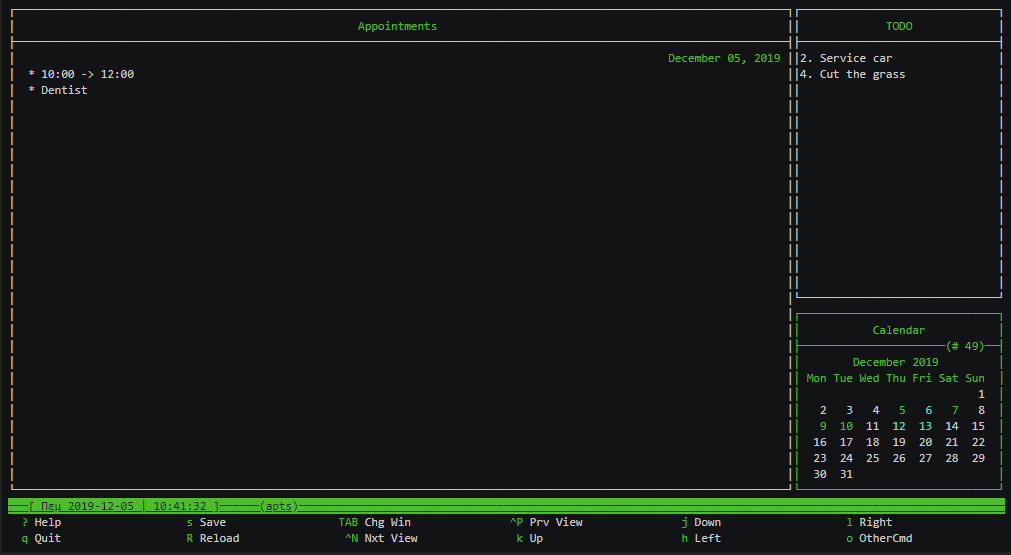 Appointments
December 05, 2019
* 10:00 -> 12:00
* Dentist
TODO
2. Service car
4. Cut the grass
Calendar
(# 49)
December 2019
Mon Tue Wed Thu Fri Sat Sun
1
2 3 4 5 6 7 8
9 10 11 12 13 14 15
16 17 18 19 20 21 22
23 24 25 26 27 28 29
30 31
[ Πεμ 2019-12-05 | 10:41:32 ] (apts)
? Help s Save TAB Chg Win ^P Prv View j Down l Right
q Quit R Reload ^N Nxt View k Up h Left o OtherCmd